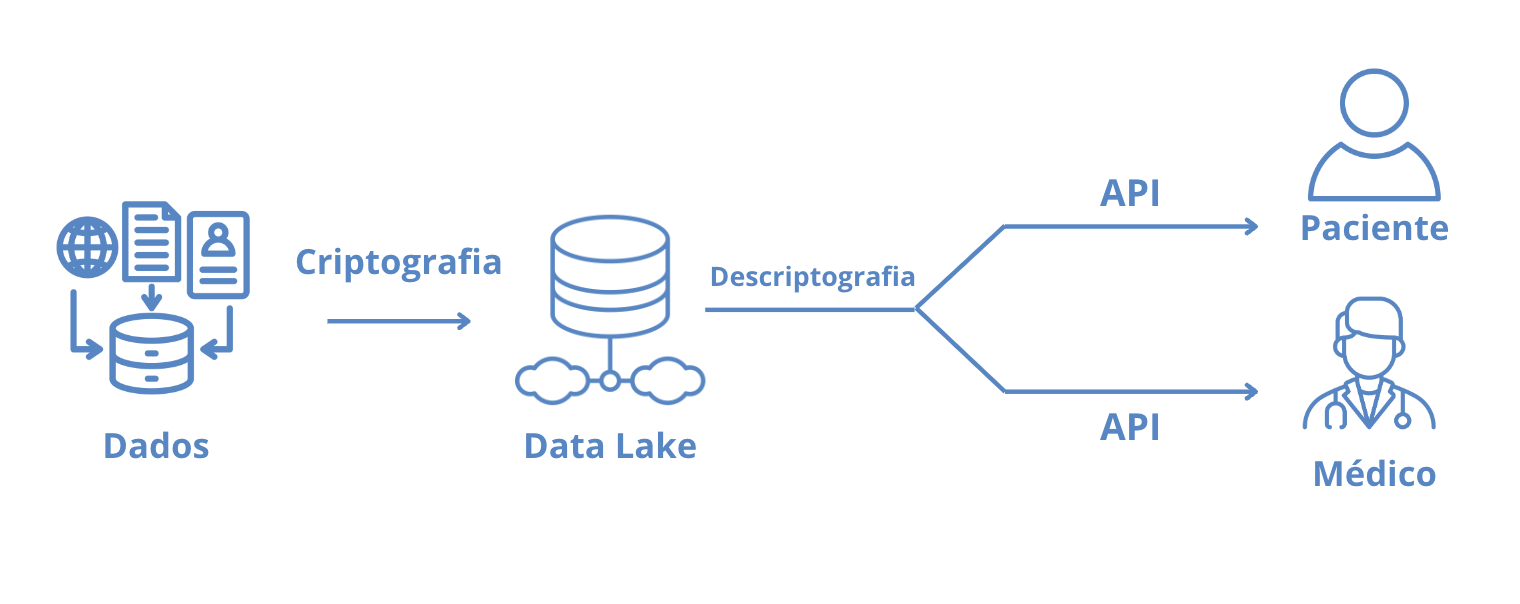 Dados
Criptografia
Data Lake
Descriptografia
API
Paciente
API
Médico